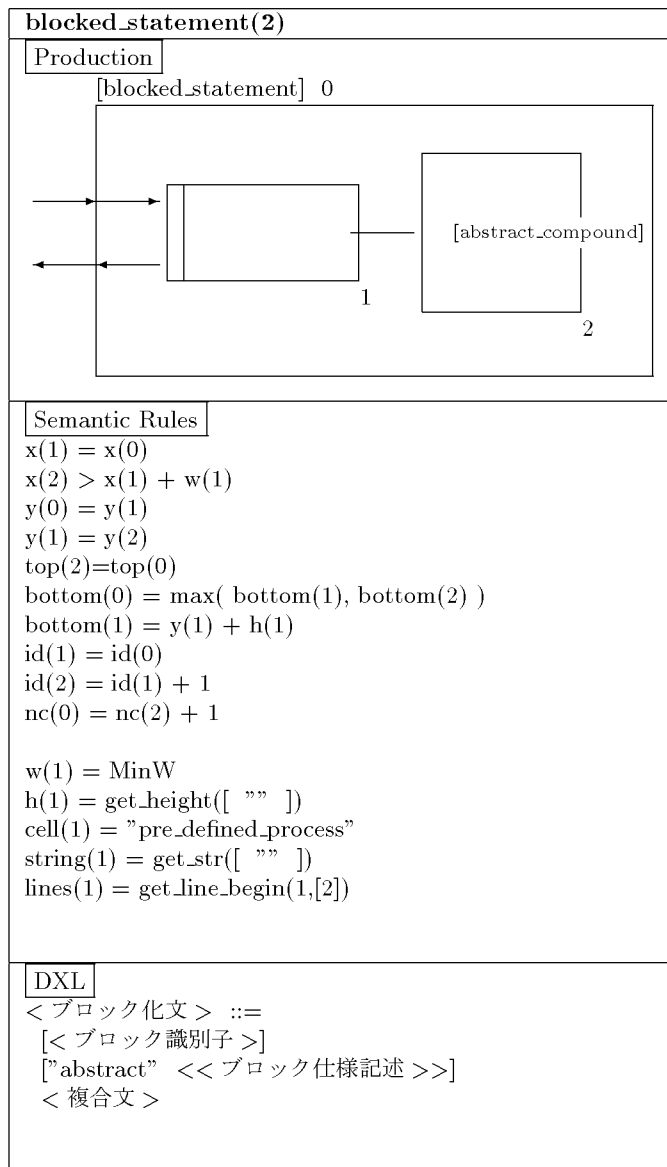 blocked_statement(2)
Production
[blocked_statement] 0
[abstract_compound]
1
2
Semantic Rules
x(1) = x(0)
x(2) > x(1) + w(1)
y(0) = y(1)
y(1) = y(2)
top(2)=top(0)
bottom(0) = max( bottom(1), bottom(2) )
bottom(1) = y(1) + h(1)
id(1) = id(0)
id(2) = id(1) + 1
nc(0) = nc(2) + 1
w(1) = MinW
h(1) = get_height([ ”” ])
cell(1) = ”pre_defined_process”
string(1) = get_str([ ”” ])
lines(1) = get_line_begin(1,[2])
DXL
< ブロック化文 > ::=
[< ブロック識別子 >]
[”abstract” << ブロック仕様記述 >>]
< 複合文 >